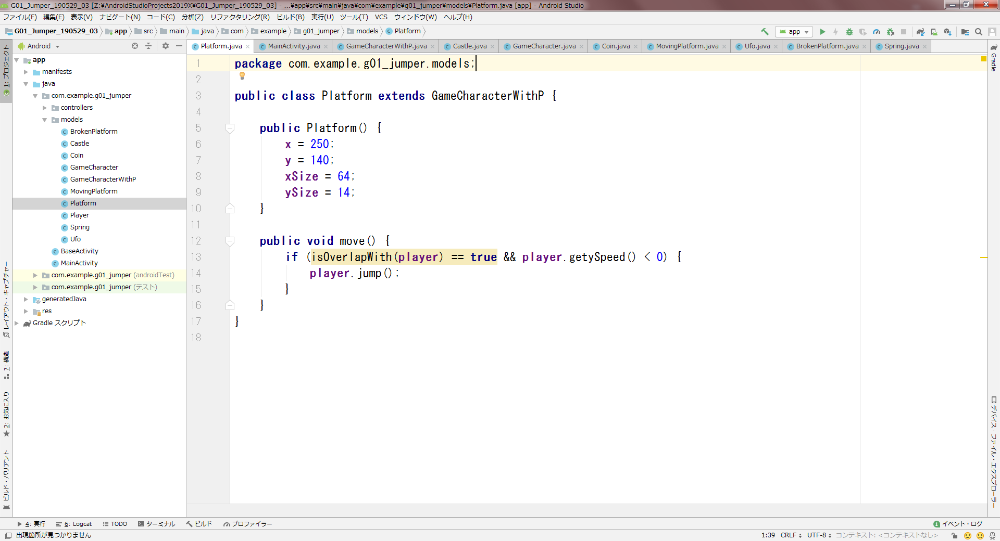 G01_Jumper_190529_03 [Z:¥AndroidStudioProjects2019X¥G01_Jumper_190529_03] - ...¥app¥src¥main¥java¥com¥example¥g01_jumper¥models¥Platform.java [app] - Android Studio
ファイル(F) 編集(E) 表示(V) ナビゲート(N) コード(C) 分析(Z) リファクタリング(R) ビルド(B) 実行(U) ツール(T) VCS ウィンドウ(W) ヘルプ(H)
G01_Jumper_190529_03 app src main java com example g01_jumper models Platform app
Android
Platform.java MainActivity.java GameCharacterWithP.java Castle.java GameCharacter.java Coin.java MovingPlatform.java Ufo.java BrokenPlatform.java Spring.java
1: プロジェクト
レイアウト・キャプチャー
7: 構造
2: お気に入り
ビルド・バリアント
app
manifests
java
com.example.g01_jumper
controllers
models
BrokenPlatform
Castle
Coin
GameCharacter
GameCharacterWithP
MovingPlatform
Platform
Player
Spring
Ufo
BaseActivity
MainActivity
com.example.g01_jumper (androidTest)
com.example.g01_jumper (テスト)
generatedJava
res
Gradle スクリプト
1 package com.example.g01_jumper.models;
2
3 public class Platform extends GameCharacterWithP {
4
5 public Platform() {
6 x = 250;
7 y = 140;
8 xSize = 64;
9 ySize = 14;
10 }
11
12 public void move() {
13 if (isOverlapWith(player) == true && player.getySpeed() < 0) {
14 player.jump();
15 }
16 }
17 }
18
Gradle
デバイス・ファイル・エクスプローラー
4: 実行 6: Logcat TODO ターミナル ビルド プロファイラー 1 イベント・ログ
出現箇所が見つかりません 1:39 CRLF UTF-8 コンテキスト: <コンテキストなし>